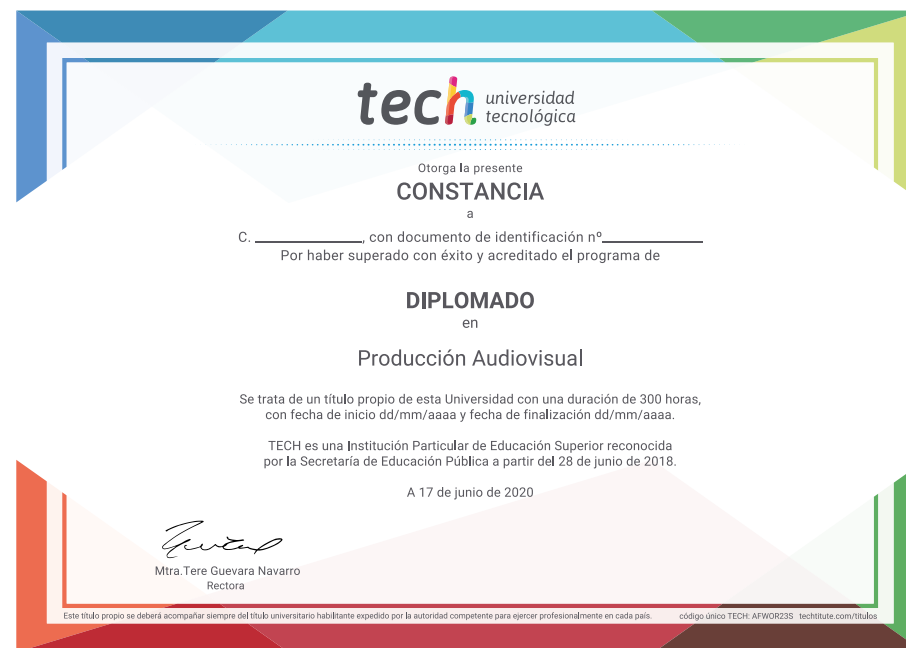 tech universidad
tecnológica
Otorga la presente
CONSTANCIA
a
C. ____________, con documento de identificación nº____________
Por haber superado con éxito y acreditado el programa de
DIPLOMADO
en
Producción Audiovisual
Se trata de un título propio de esta Universidad con una duración de 300 horas,
con fecha de inicio dd/mm/aaaa y fecha de finalización dd/mm/aaaa.
TECH es una Institución Particular de Educación Superior reconocida
por la Secretaría de Educación Pública a partir del 28 de junio de 2018.
A 17 de junio de 2020
Mtra.Tere Guevara Navarro
Rectora
Este título propio se deberá acompañar siempre del título universitario habilitante expedido por la autoridad competente para ejercer profesionalmente en cada país. código único TECH: AFWOR23S techtitute.com/titulos